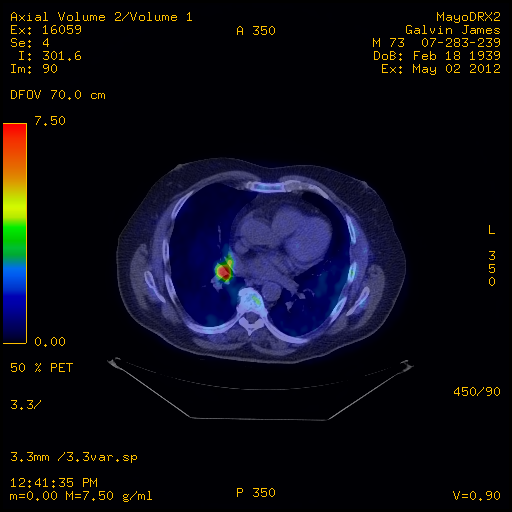 Axial Volume 2/Volume 1
Ex: 16059
Se: 4
I: 301.6
Im: 90
DFOV 70.0 cm
7.50
A 350
MayoDRX2
Galvin James
M 73 07-283-239
DoB: Feb 18 1939
Ex: May 02 2012
L
3
5
0
0.00
50 % PET
3.3/
450/90
3.3mm /3.3var.sp
12:41:35 PM
m=0.00 M=7.50 g/ml
P 350
V=0.90